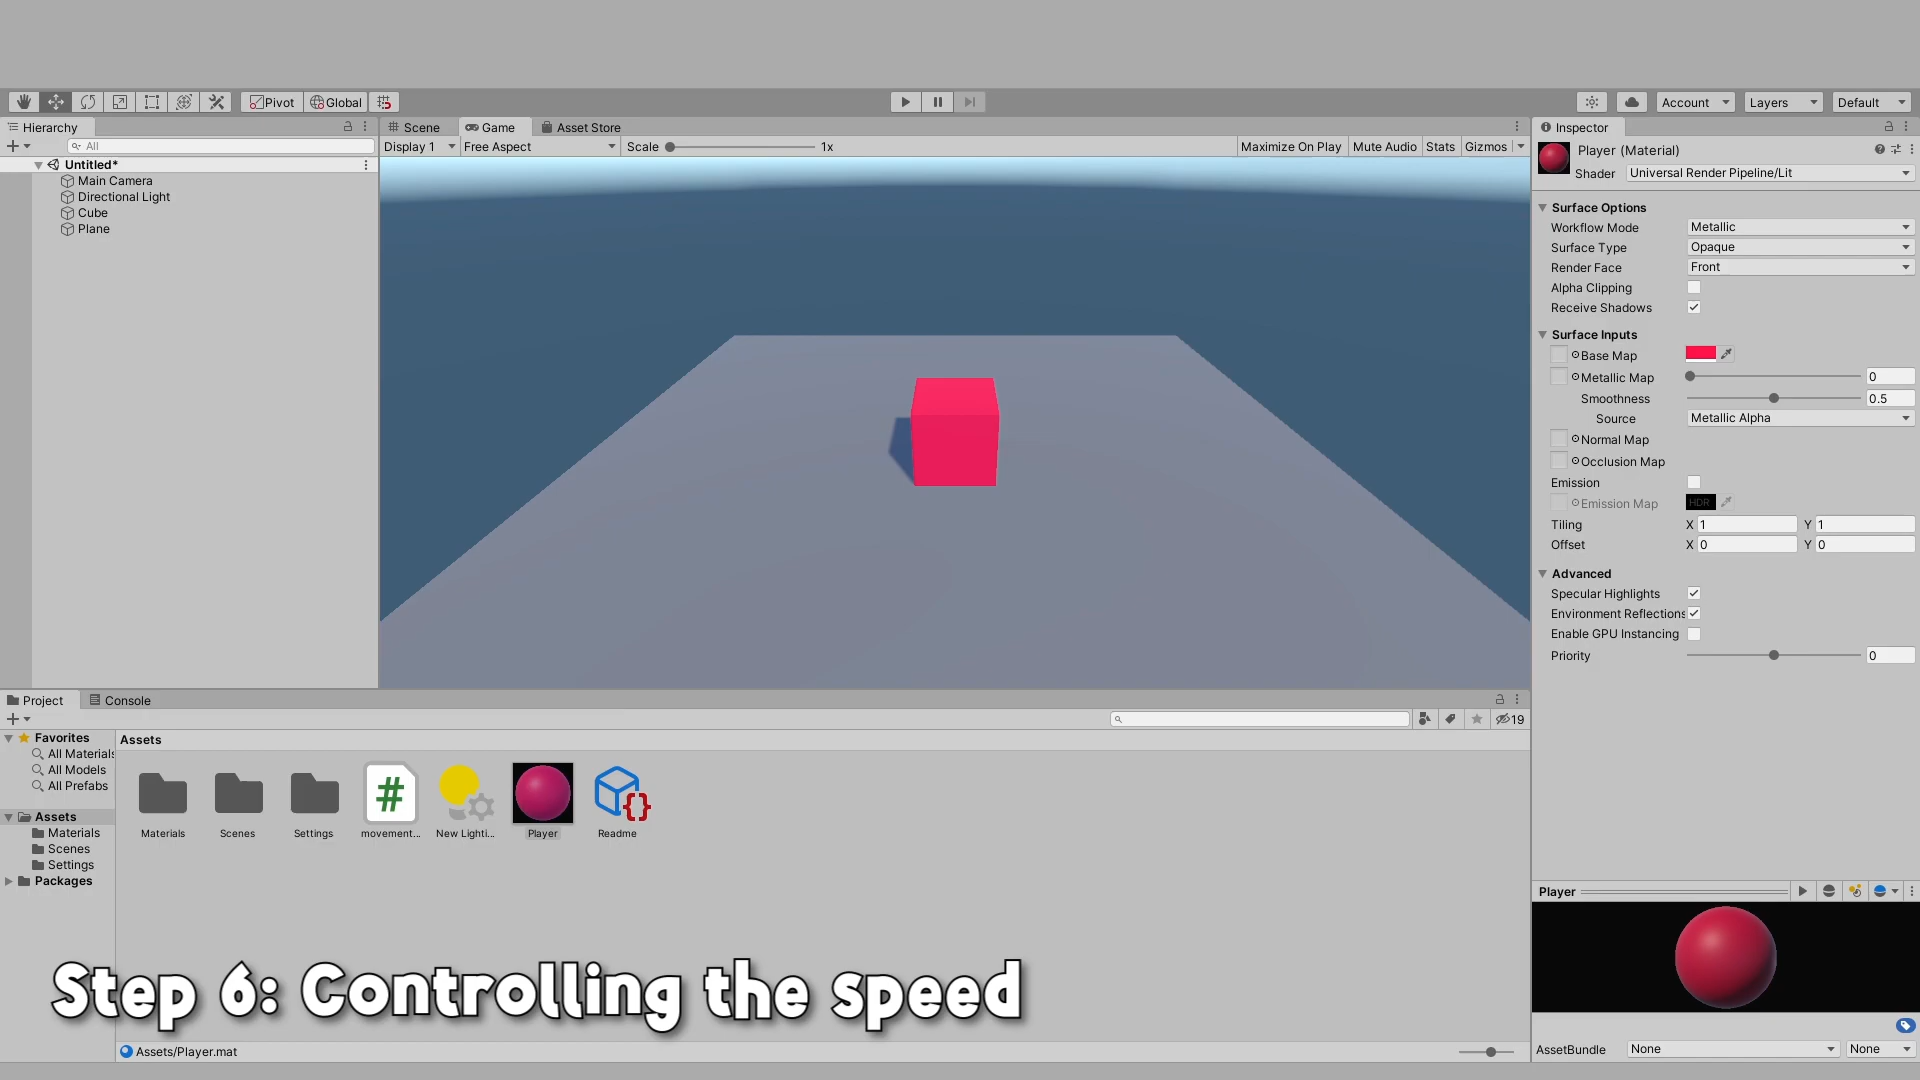 Pivot Global Account Layers Default
Hierarchy
All
Untitled*
Main Camera
Directional Light
Cube
Plane
Scene Game Asset Store
Display 1 Free Aspect Scale 1x Maximize On Play Mute Audio Stats Gizmos
Inspector
Player (Material)
Shader Universal Render Pipeline/Lit
Surface Options
Workflow Mode Metallic
Surface Type Opaque
Render Face Front
Alpha Clipping
Receive Shadows
Surface Inputs
Base Map
Metallic Map 0
Smoothness 0.5
Source Metallic Alpha
Normal Map
Occlusion Map
Emission
Emission Map HDR
Tiling X 1 Y 1
Offset X 0 Y 0
Advanced
Specular Highlights
Environment Reflections
Enable GPU Instancing
Priority 0
Project Console
19
Favorites
All Materials
All Models
All Prefabs
Assets
Materials
Scenes
Settings
Packages
Assets
Materials Scenes Settings movement... New Lighti... Player Readme
Step 6: Controlling the speed
Assets/Player.mat
Player
AssetBundle None None